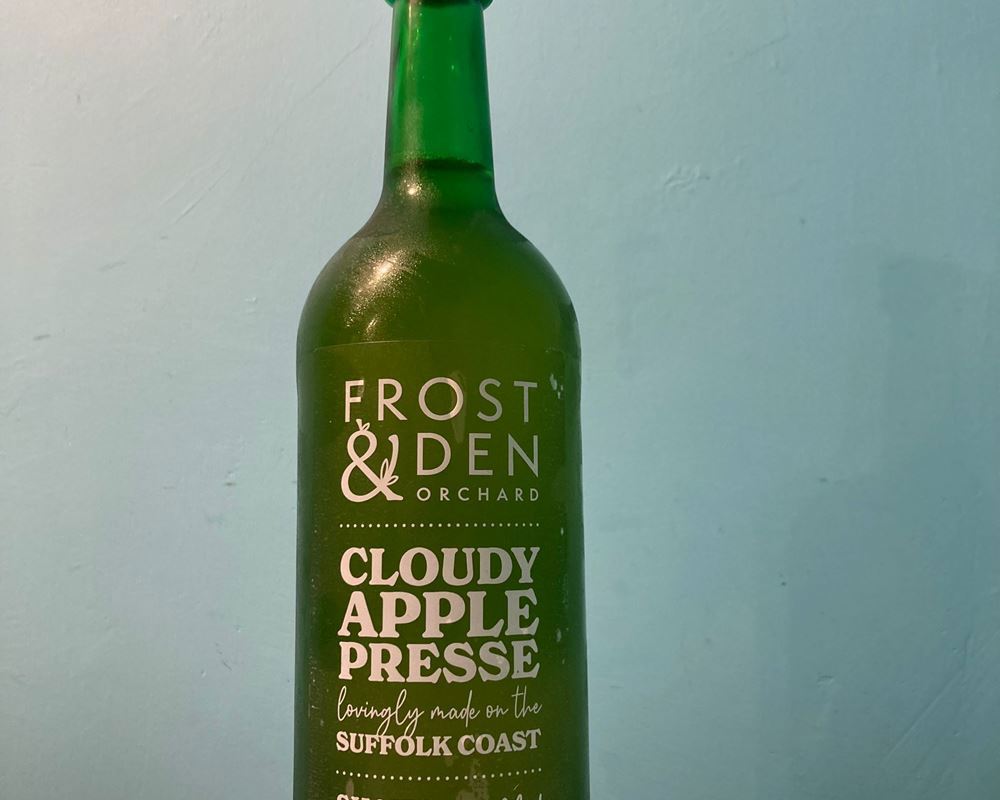 FROST
& DEN
ORCHARD
CLOUDY
APPLE
PRESSE
lovingly made on the
SUFFOLK COAST